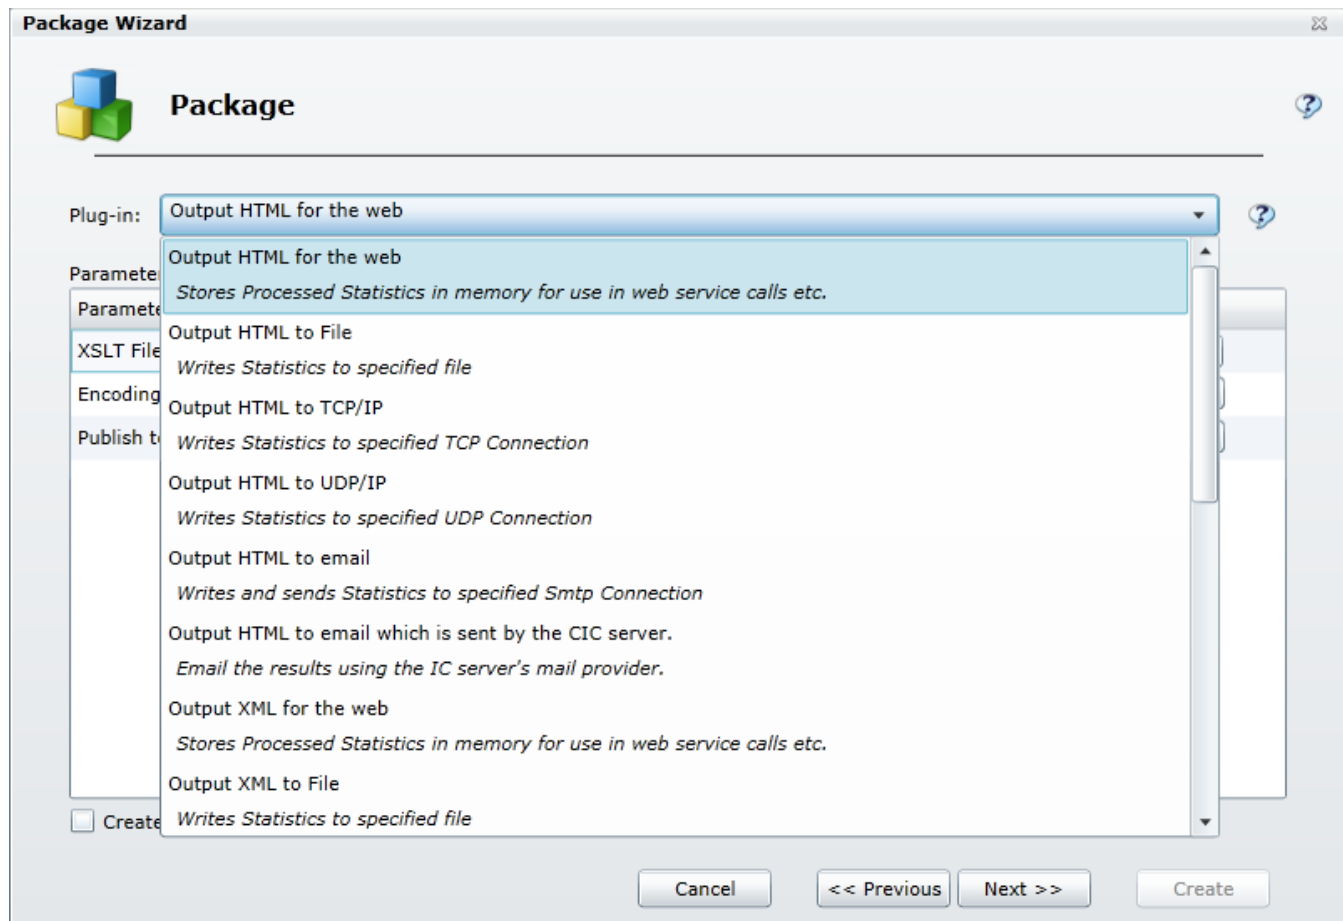 Package Wizard
Package
Plug-in: Output HTML for the web
Output HTML for the web
Stores Processed Statistics in memory for use in web service calls etc.
Output HTML to File
Writes Statistics to specified file
Output HTML to TCP/IP
Writes Statistics to specified TCP Connection
Output HTML to UDP/IP
Writes Statistics to specified UDP Connection
Output HTML to email
Writes and sends Statistics to specified Smtp Connection
Output HTML to email which is sent by the CIC server.
Email the results using the IC server's mail provider.
Output XML for the web
Stores Processed Statistics in memory for use in web service calls etc.
Output XML to File
Writes Statistics to specified file
XSLT File
Encoding
Publish
Create
Cancel << Previous Next >> Create